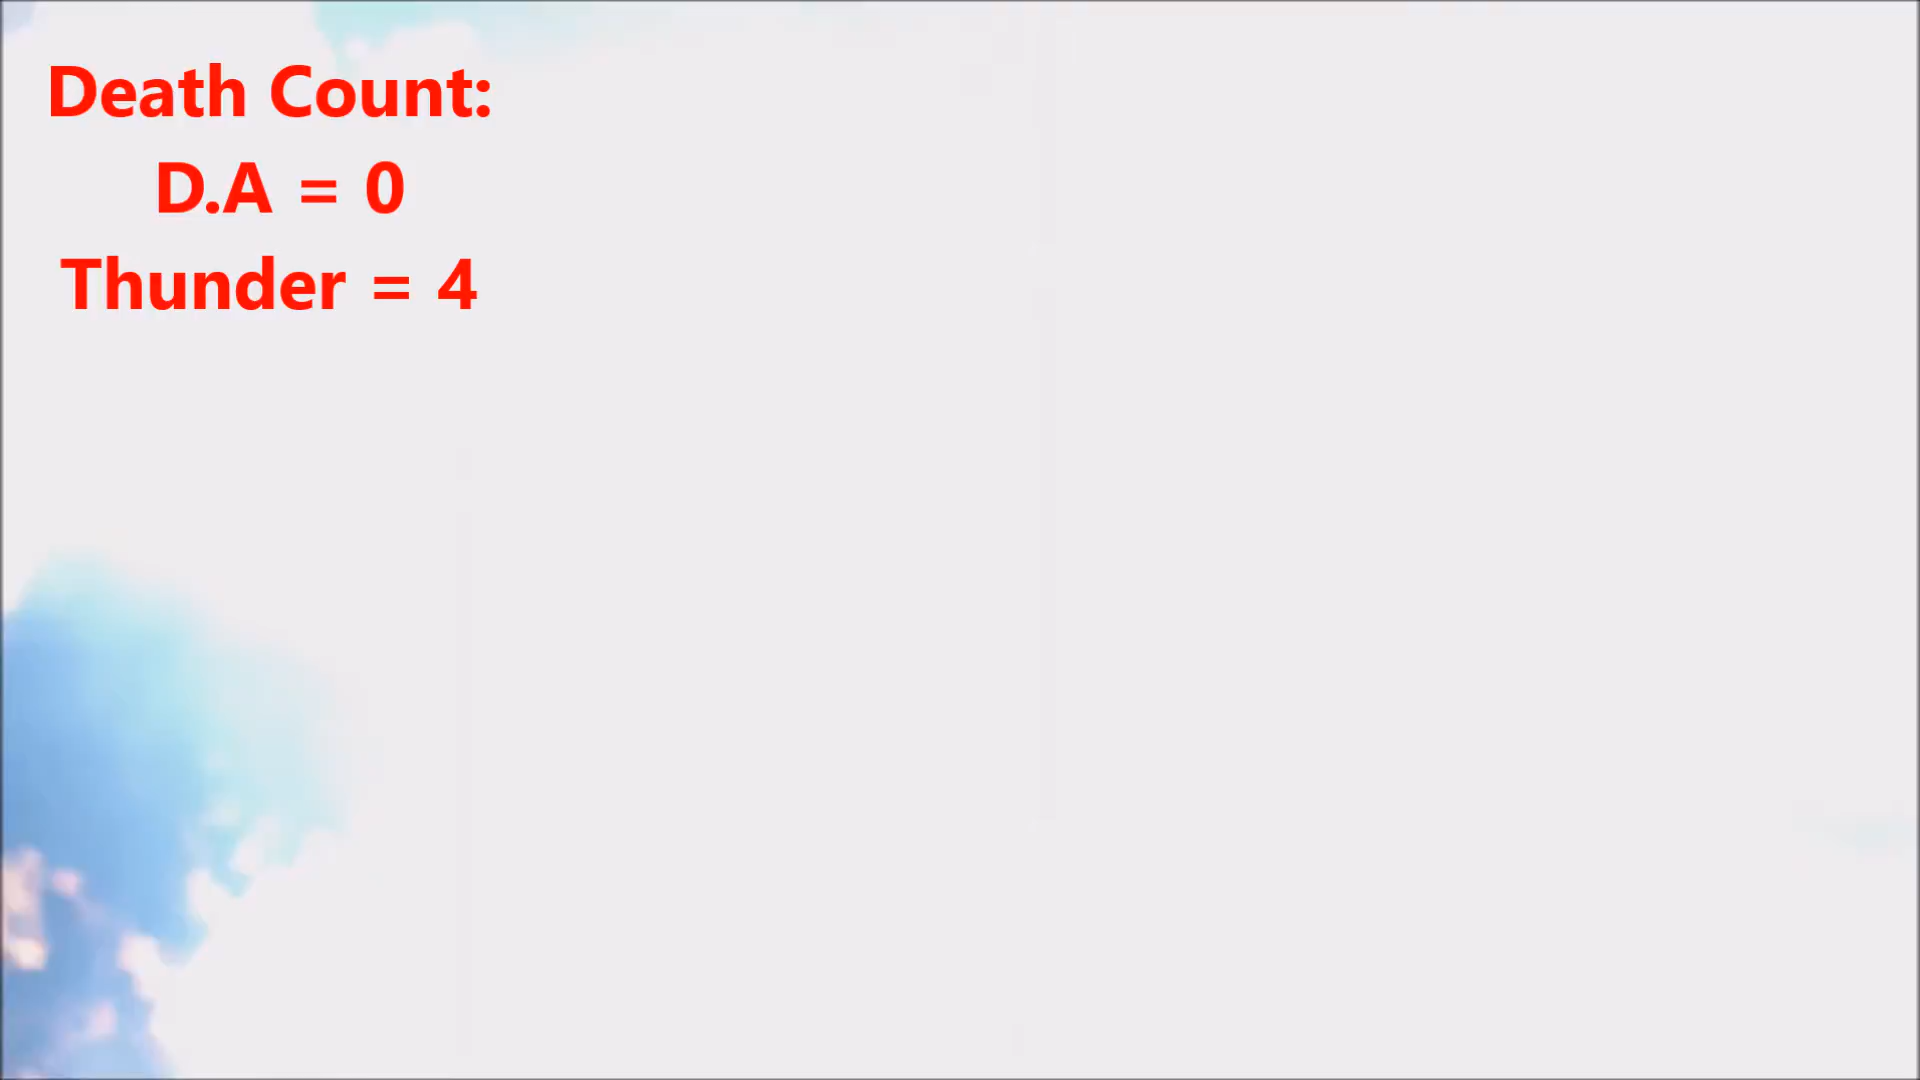 Death Count:
D.A = 0
Thunder = 4